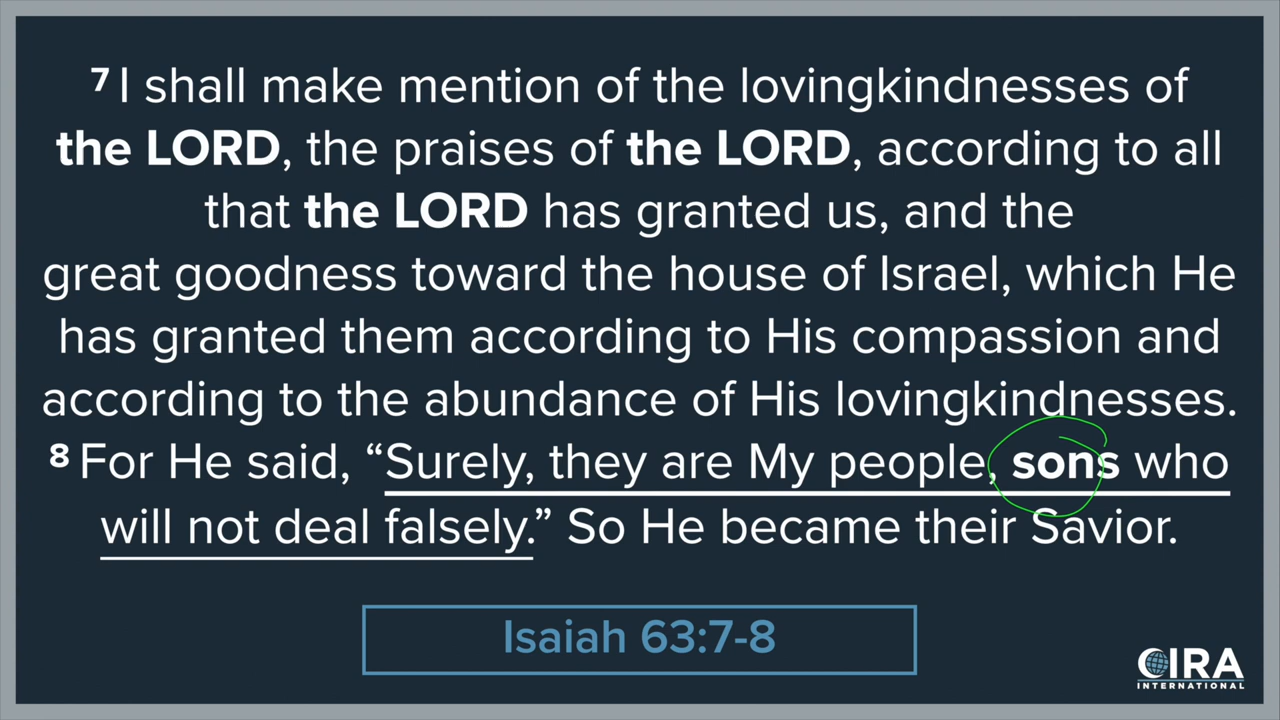 7 I shall make mention of the lovingkindnesses of
the LORD, the praises of the LORD, according to all
that the LORD has granted us, and the
great goodness toward the house of Israel, which He
has granted them according to His compassion and
according to the abundance of His lovingkindnesses.
8 For He said, “Surely, they are My people, sons who
will not deal falsely.” So He became their Savior.
Isaiah 63:7-8
CIRA
INTERNATIONAL